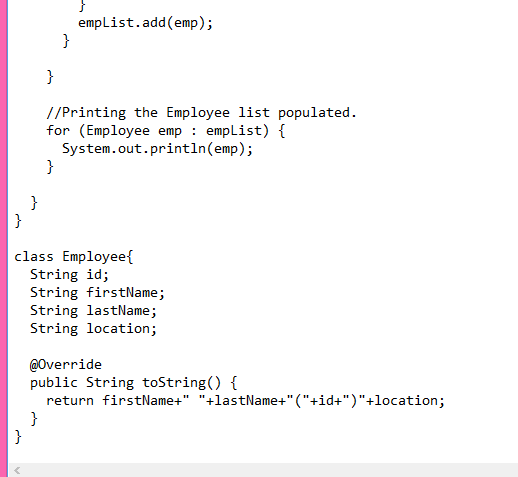 }
        empList.add(emp);
      }

    }

    //Printing the Employee list populated.
    for (Employee emp : empList) {
      System.out.println(emp);
    }

  }
}

class Employee{
  String id;
  String firstName;
  String lastName;
  String location;

  @Override
  public String toString() {
    return firstName+" "+lastName+"("+id+")"+location;
  }
}